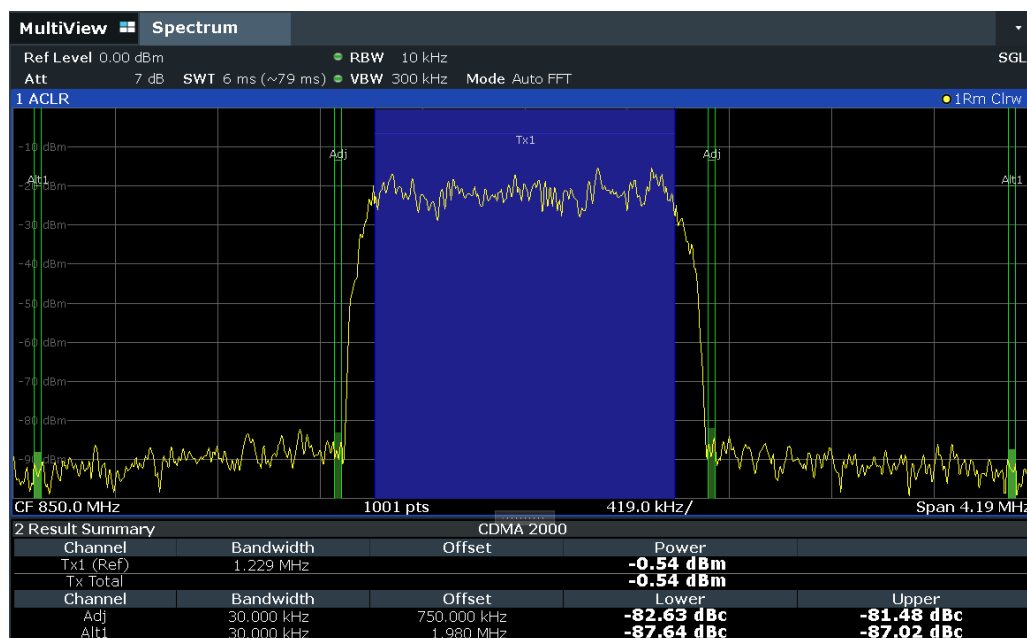 MultiView Spectrum
Ref Level 0.00 dBm RBW 10 kHz SGL
Att 7 dB SWT 6 ms (~79 ms) VBW 300 kHz Mode Auto FFT
1 ACLR 1Rm Clrw
Tx1
-10 dBm
Adj Adj
Alt1 Alt1
-20 dBm
-30 dBm
-40 dBm
-50 dBm
-60 dBm
-70 dBm
-80 dBm
-90 dBm
CF 850.0 MHz 1001 pts 419.0 kHz/ Span 4.19 MHz
2 Result Summary CDMA 2000
Channel Bandwidth Offset Power
Tx1 (Ref) 1.229 MHz -0.54 dBm
Tx Total -0.54 dBm
Channel Bandwidth Offset Lower Upper
Adj 30.000 kHz 750.000 kHz -82.63 dBc -81.48 dBc
Alt1 30.000 kHz 1.980 MHz -87.64 dBc -87.02 dBc